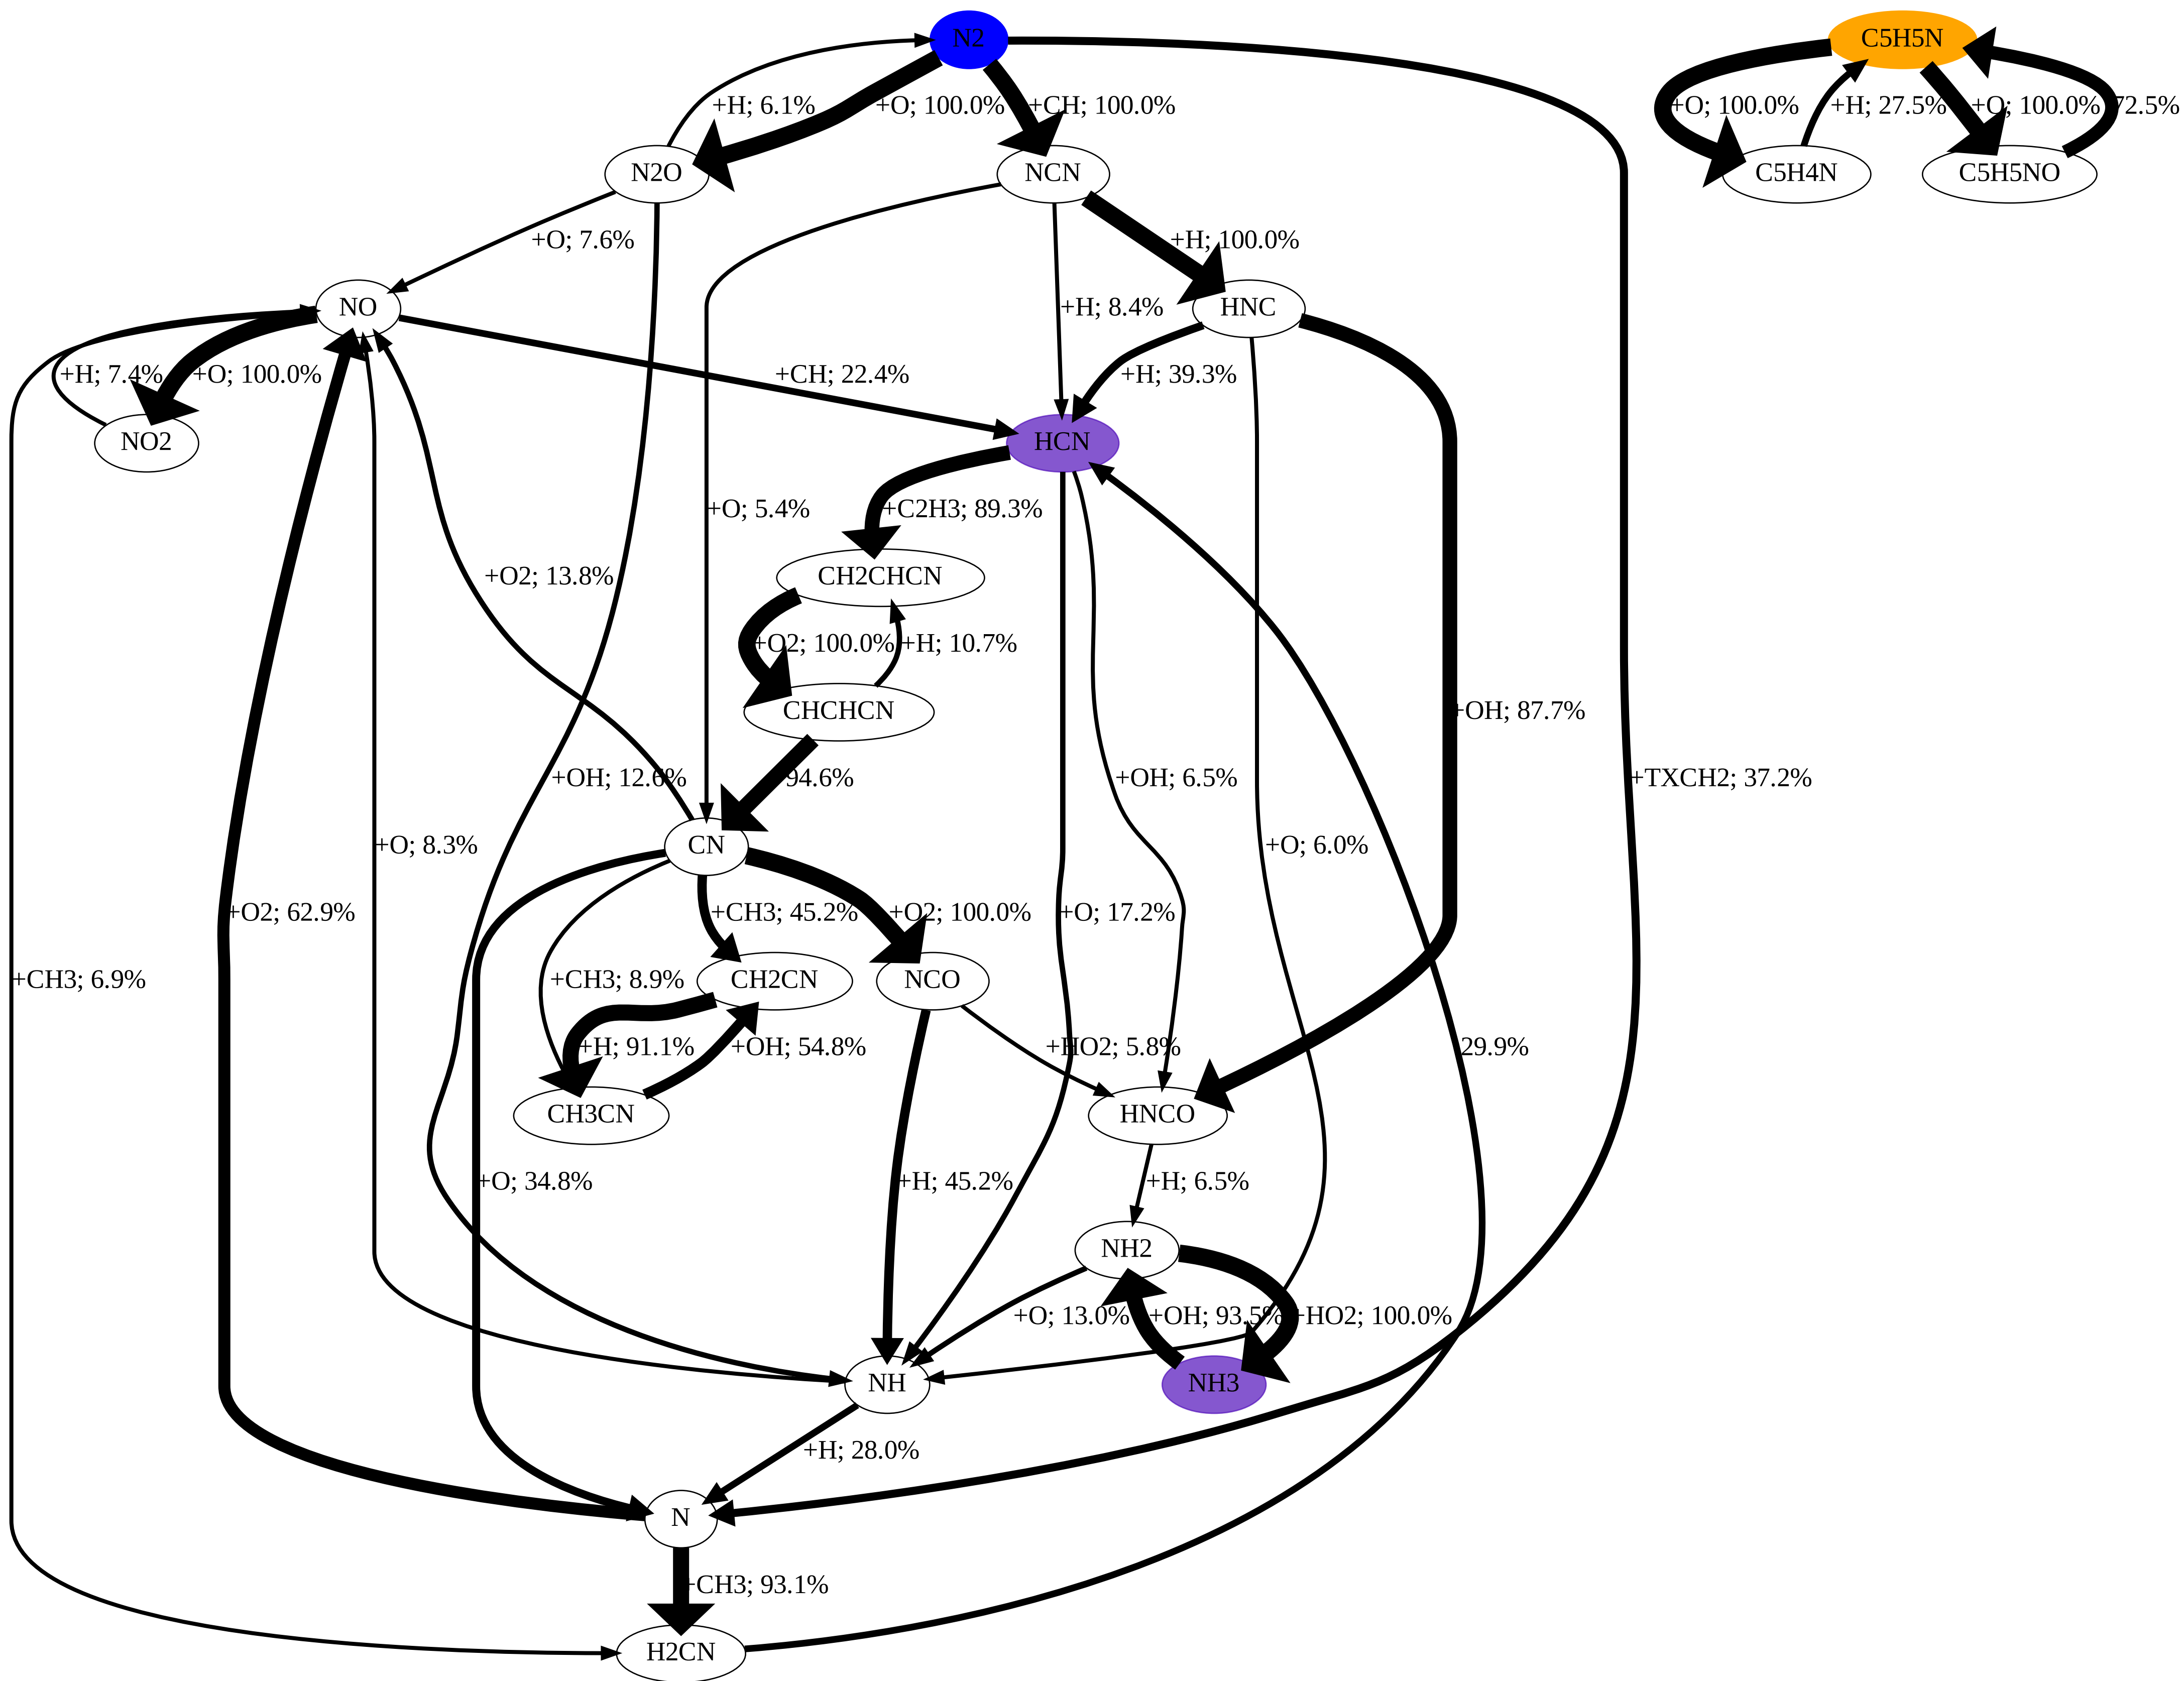 N2
C5H5N
+H; 6.1%
+O; 100.0%
+CH; 100.0%
+O; 100.0%
+H; 27.5%
+O; 100.0%
72.5%
N2O
NCN
C5H4N
C5H5NO
+O; 7.6%
+H; 100.0%
NO
+H; 8.4%
HNC
+H; 7.4%
+O; 100.0%
+CH; 22.4%
+H; 39.3%
NO2
HCN
+O; 5.4%
+C2H3; 89.3%
+O2; 13.8%
CH2CHCN
+O2; 100.0%
+H; 10.7%
CHCHCN
+OH; 87.7%
+OH; 12.6%
94.6%
+OH; 6.5%
+TXCH2; 37.2%
+O; 8.3%
CN
+O; 6.0%
+O2; 62.9%
+CH3; 45.2%
+O2; 100.0%
+O; 17.2%
+CH3; 6.9%
+CH3; 8.9%
CH2CN
NCO
+H; 91.1%
+OH; 54.8%
+HO2; 5.8%
29.9%
CH3CN
HNCO
+O; 34.8%
+H; 45.2%
+H; 6.5%
NH2
+O; 13.0%
+OH; 93.5%
+HO2; 100.0%
NH
NH3
+H; 28.0%
N
+CH3; 93.1%
H2CN